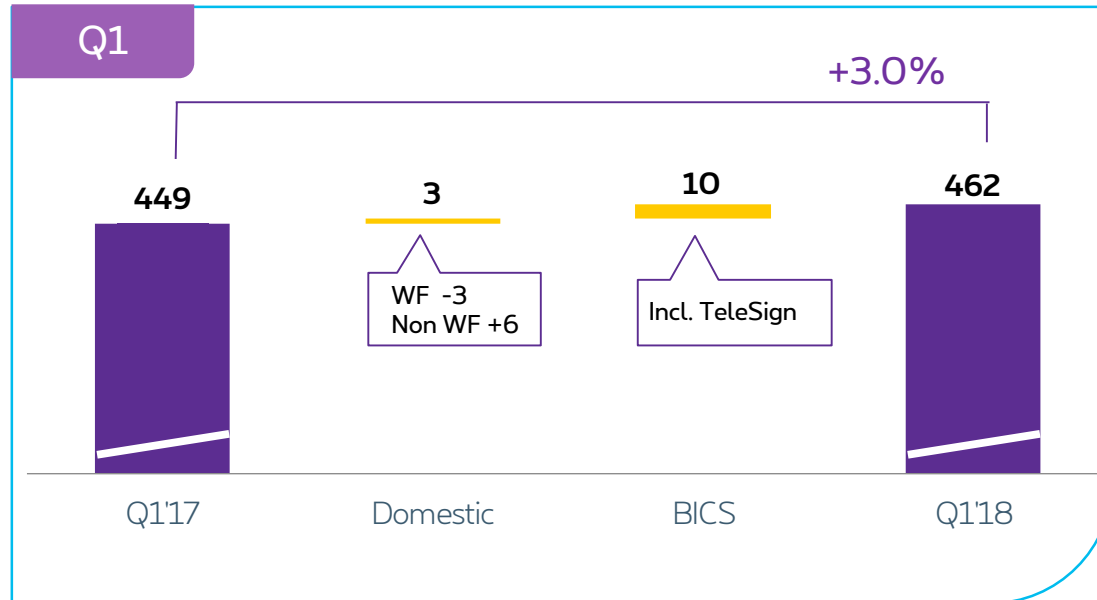 Q1
+3.0%
449
3
10
462
WF -3
Non WF +6
Incl. TeleSign
Q1'17
Domestic
BICS
Q1'18